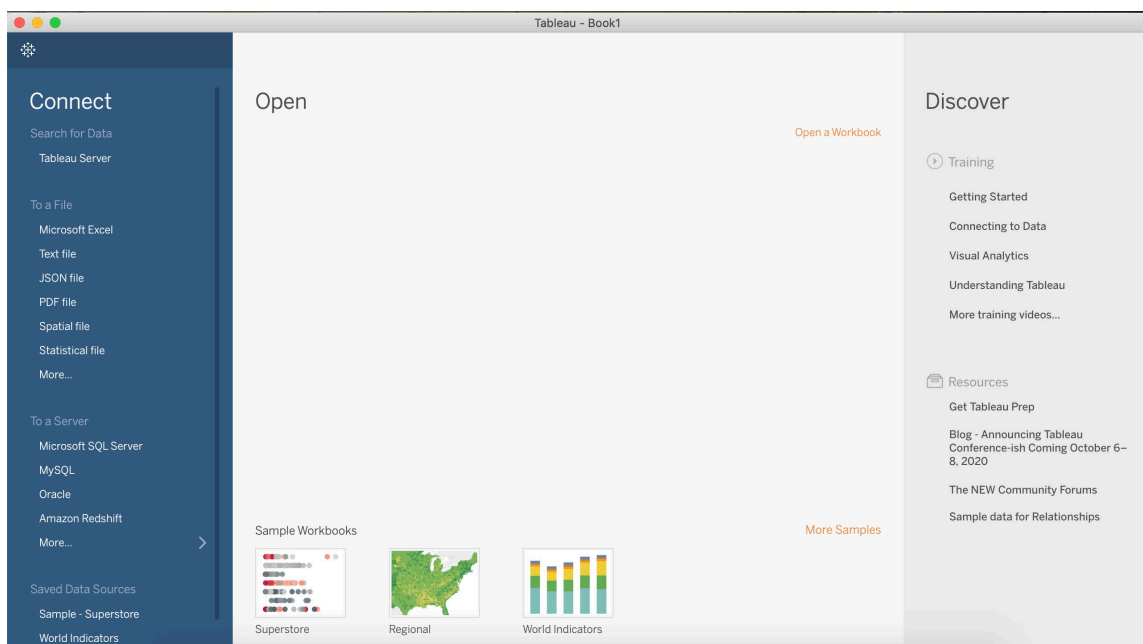 Tableau - Book1
Connect
Search for Data
Tableau Server
To a File
Microsoft Excel
Text file
JSON file
PDF file
Spatial file
Statistical file
More...
To a Server
Microsoft SQL Server
MySQL
Oracle
Amazon Redshift
More...
Saved Data Sources
Sample - Superstore
World Indicators
Open
Open a Workbook
Sample Workbooks
More Samples
Superstore
Regional
World Indicators
Discover
Training
Getting Started
Connecting to Data
Visual Analytics
Understanding Tableau
More training videos...
Resources
Get Tableau Prep
Blog - Announcing Tableau
Conference-ish Coming October 6–
8, 2020
The NEW Community Forums
Sample data for Relationships